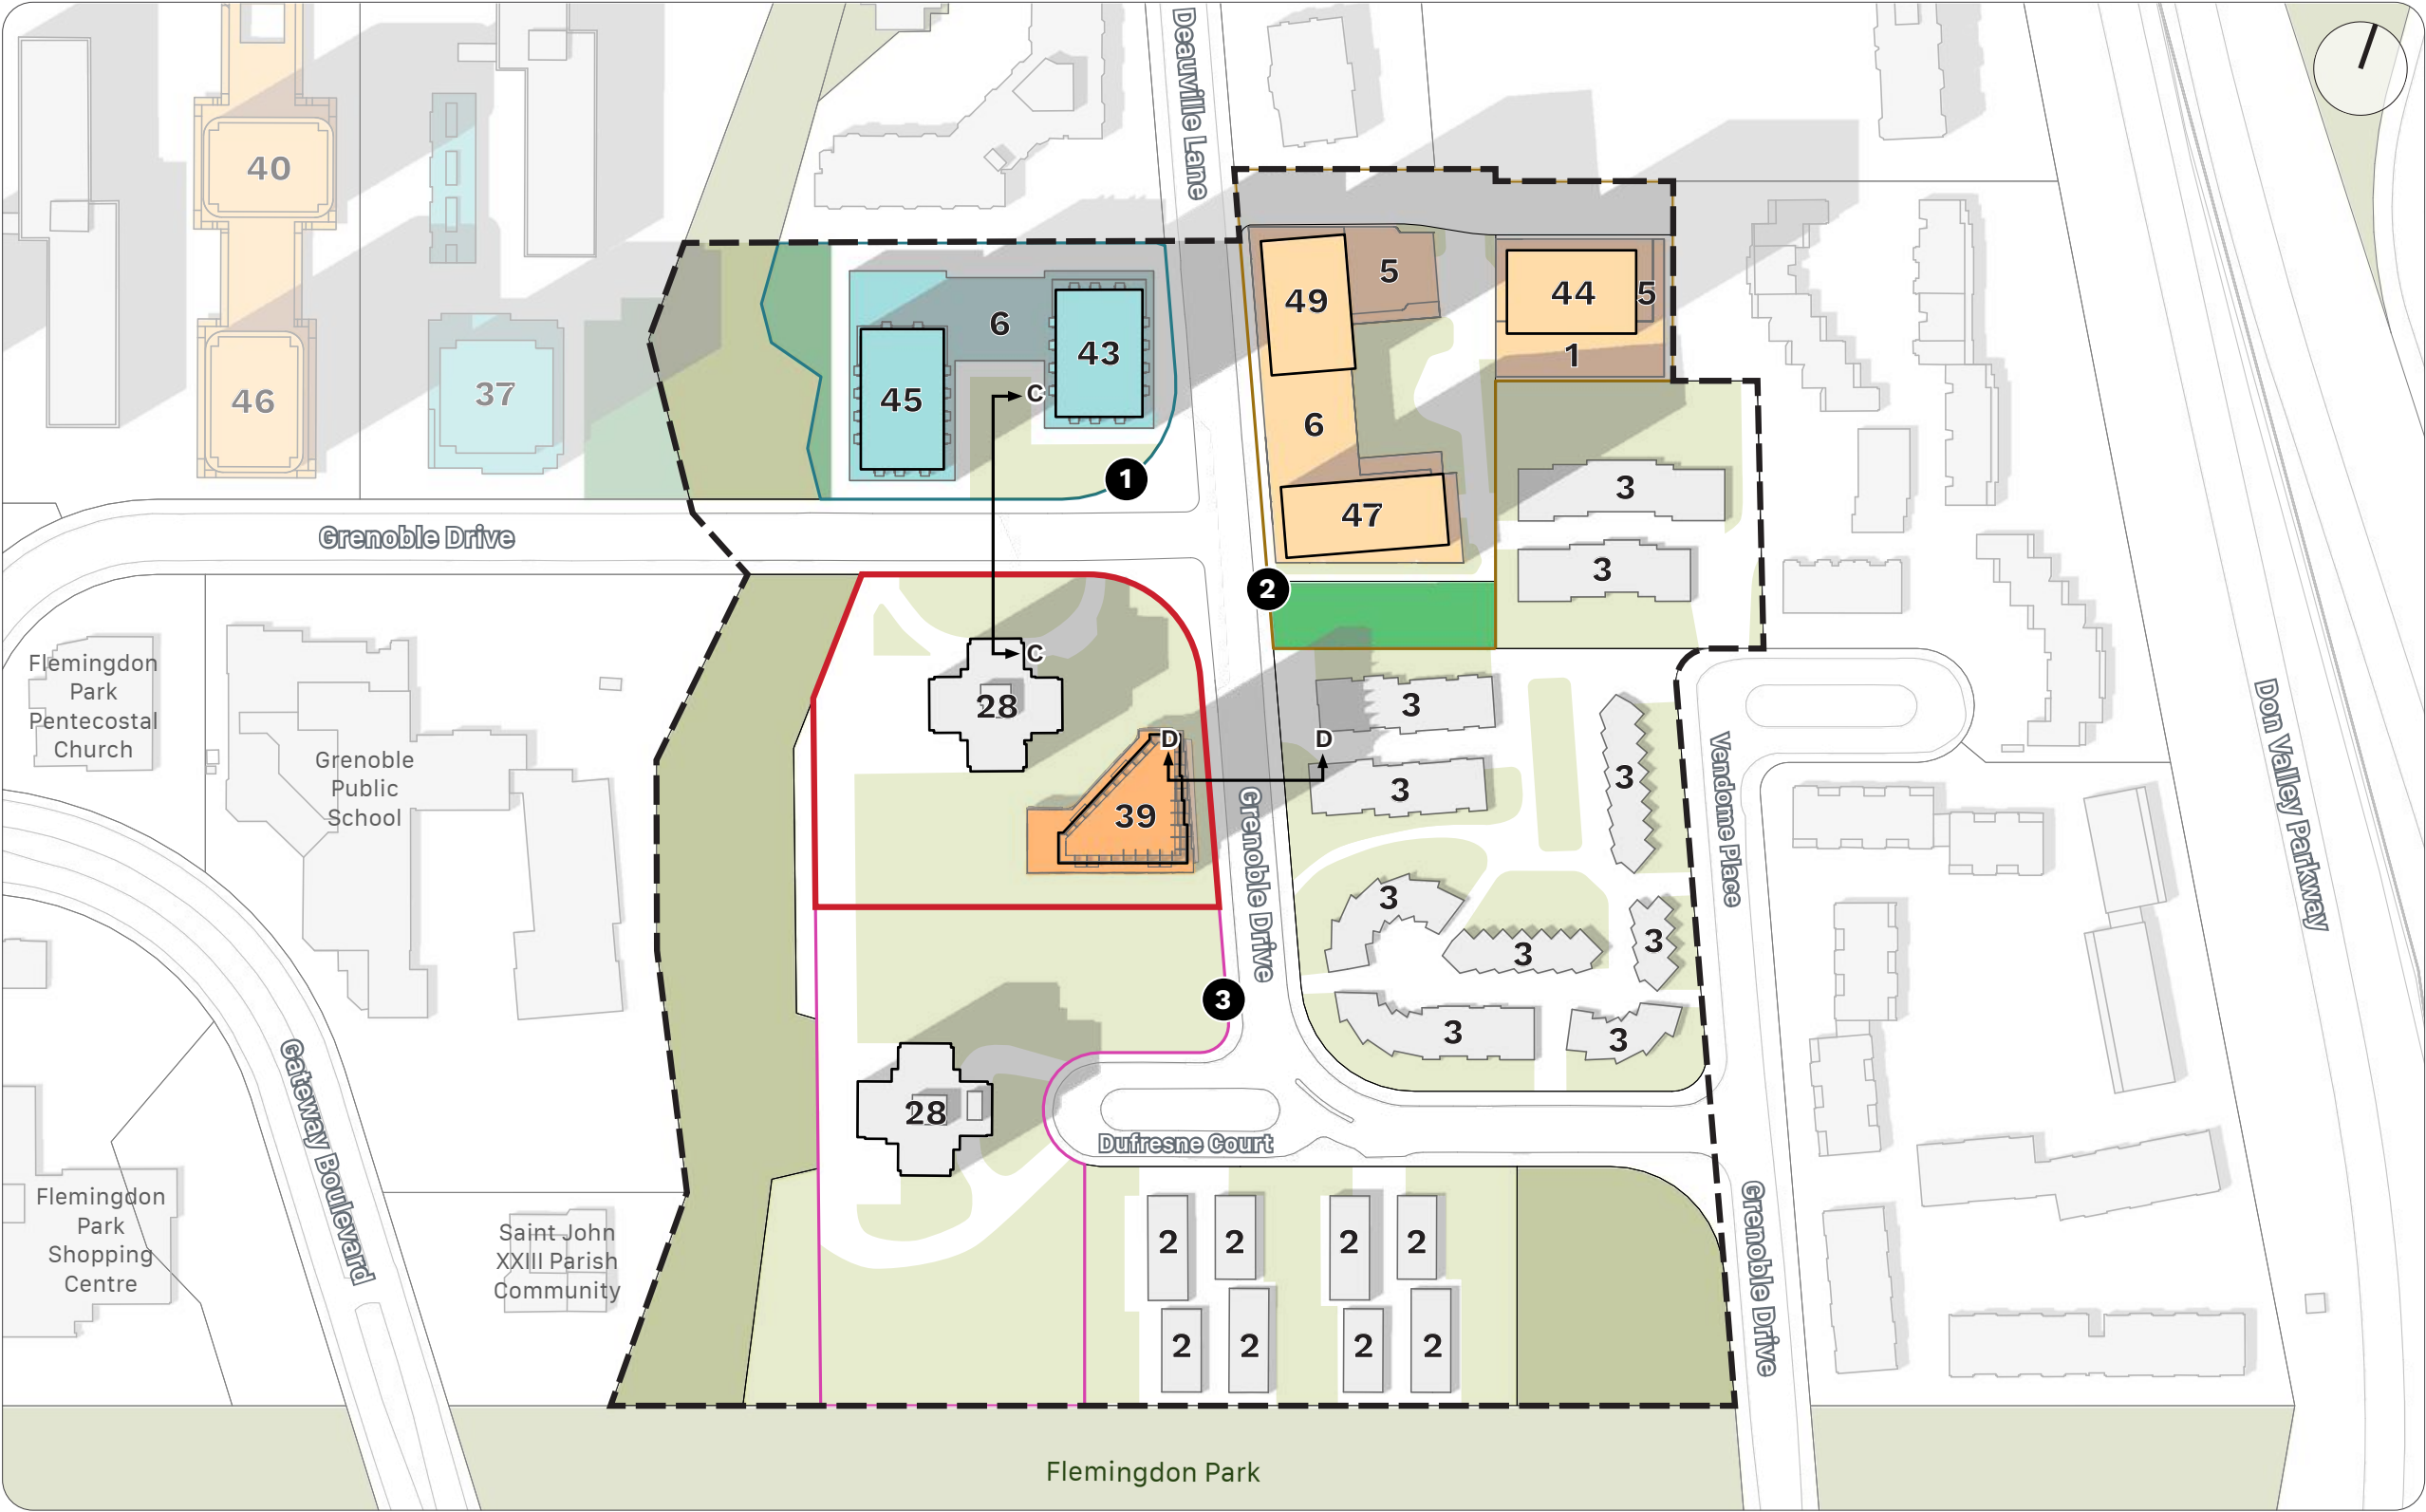 Deauville Lane
40
5
49
44
5
6
43
1
46
37
45
C
6
1
3
47
Grenoble Drive
3
2
C
Flemingdon
Park
Pentecostal
Church
28
3
Don Valley Parkway
D
D
Vendome Place
Grenoble
Public
School
3
3
39
Grenoble Drive
3
3
3
3
3
3
Gateway Boulevard
28
Dufresne Court
Flemingdon
Park
Shopping
Centre
Saint John
XXIII Parish
Community
2
2
2
2
Grenoble Drive
2
2
2
2
Flemingdon Park